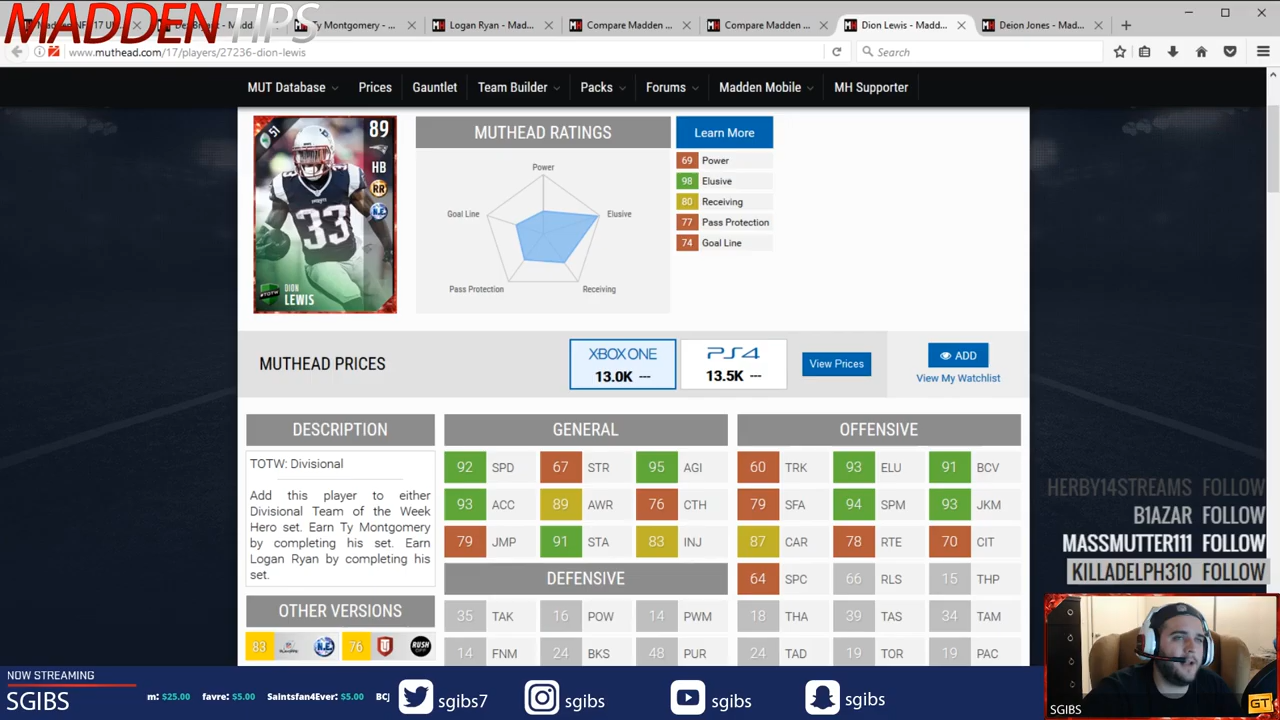 MADDENTIPS
Ty Montgomery - ...
Logan Ryan - Mad...
Compare Madden ...
Compare Madden ...
Dion Lewis - Madd...
Deion Jones - Mad...
www.muthead.com/17/players/27236-dion-lewis
Search
MUT Database
Prices
Gauntlet
Team Builder
Packs
Forums
Madden Mobile
MH Supporter
51
89
HB
RR
33
#TOTW
DION
LEWIS
MUTHEAD RATINGS
Power
Elusive
Receiving
Pass Protection
Goal Line
Learn More
69 Power
98 Elusive
80 Receiving
77 Pass Protection
74 Goal Line
MUTHEAD PRICES
XBOX ONE
13.0K ---
PS4
13.5K ---
View Prices
ADD
View My Watchlist
DESCRIPTION
TOTW: Divisional
Add this player to either
Divisional Team of the Week
Hero set. Earn Ty Montgomery
by completing his set. Earn
Logan Ryan by completing his
set.
OTHER VERSIONS
83
76
RUSH
GENERAL
92 SPD 67 STR 95 AGI
93 ACC 89 AWR 76 CTH
79 JMP 91 STA 83 INJ
DEFENSIVE
35 TAK 16 POW 14 PWM
14 FNM 24 BKS 48 PUR
OFFENSIVE
60 TRK 93 ELU 91 BCV
79 SFA 94 SPM 93 JKM
87 CAR 78 RTE 70 CIT
64 SPC 66 RLS 15 THP
18 THA 39 TAS 34 TAM
24 TAD 19 TOR 19 PAC
HERBY14STREAMS FOLLOW
B1AZAR FOLLOW
MASSMUTTER111 FOLLOW
KILLADELPH310 FOLLOW
SGIBS
GT
NOW STREAMING
SGIBS
m: $25.00 favre: $5.00 Saintsfan4Ever: $5.00 BCJ
sgibs7
sgibs
sgibs
sgibs